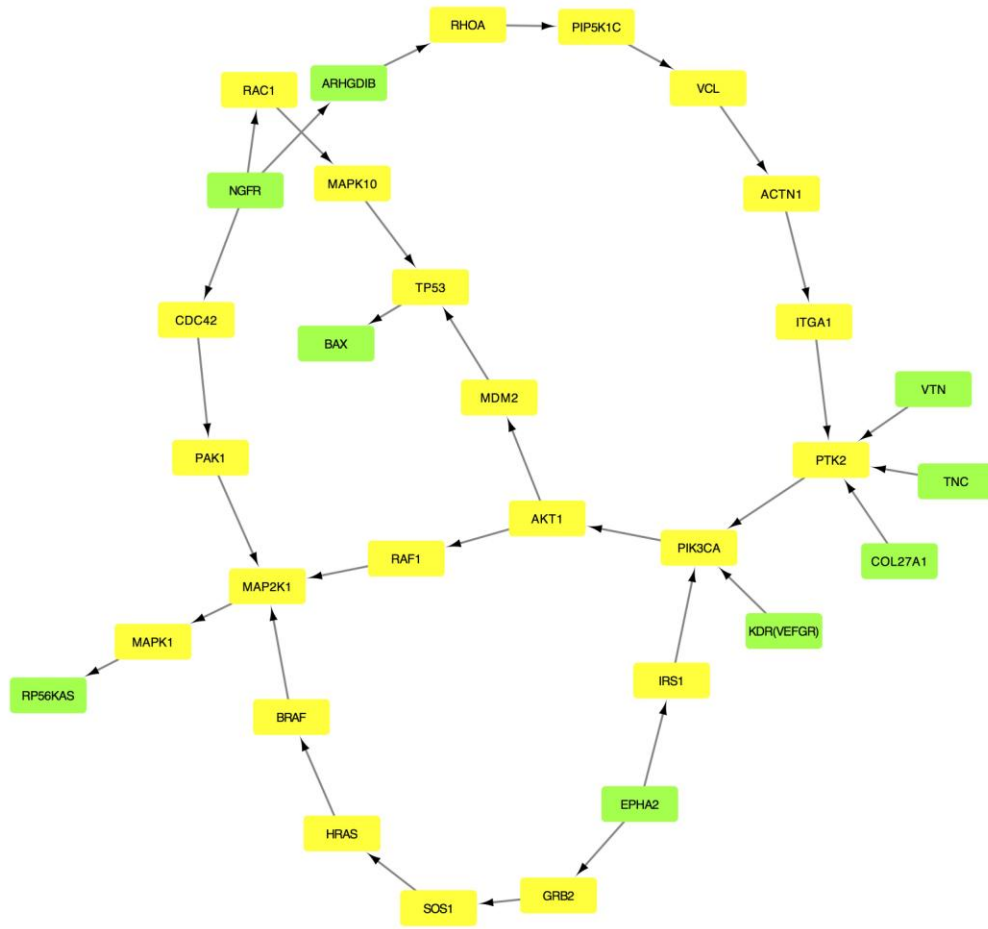 RHOA
PIP5K1C
ARHGDIB
RAC1
VCL
MAPK10
NGFR
ACTN1
TP53
CDC42
ITGA1
BAX
VTN
MDM2
PAK1
PTK2
TNC
AKT1
PIK3CA
RAF1
COL27A1
MAP2K1
KDR(VEFGR)
MAPK1
IRS1
RP56KAS
BRAF
EPHA2
HRAS
GRB2
SOS1